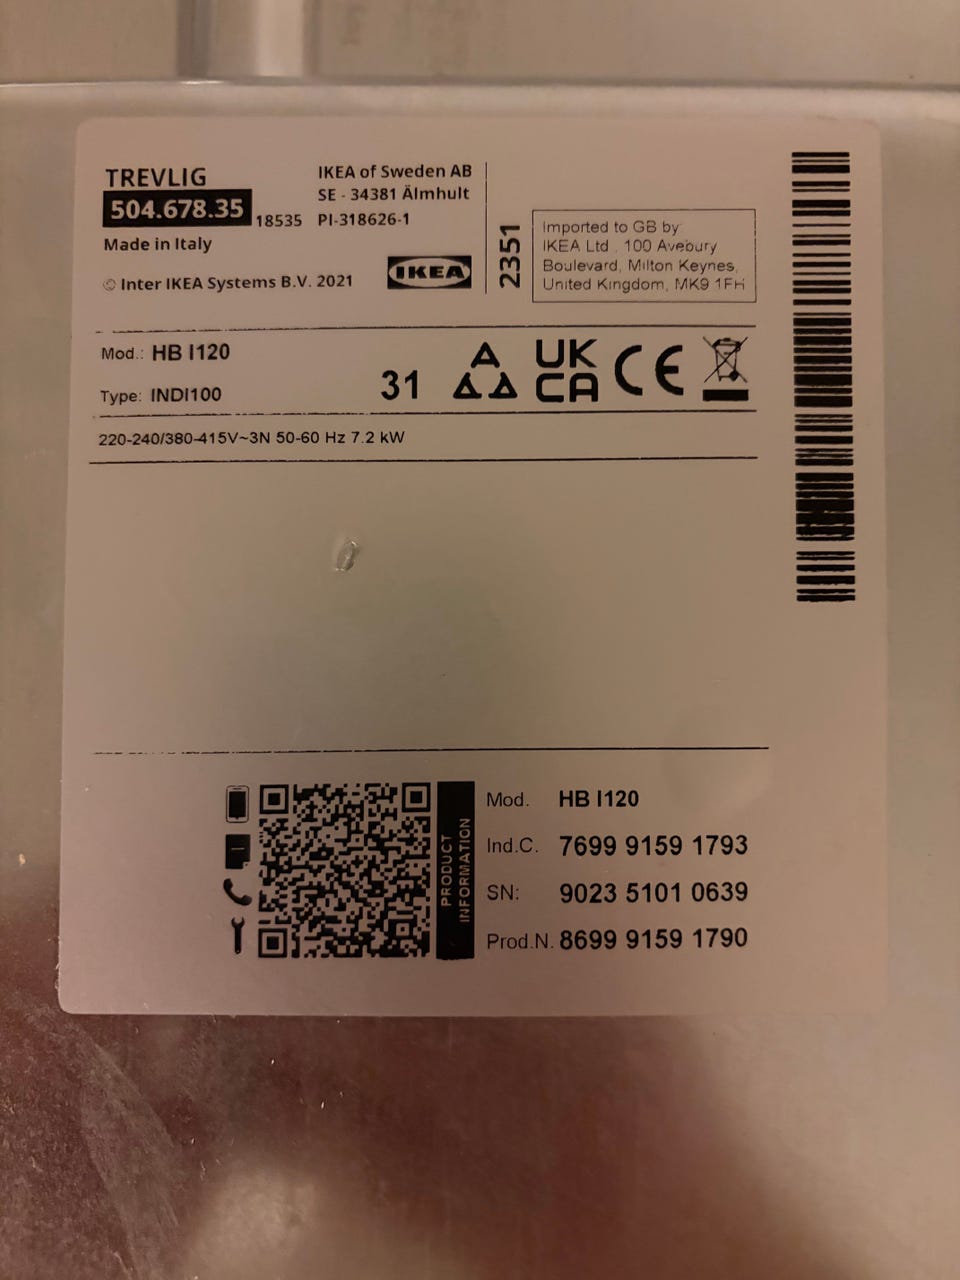 TREVLIG
504.678.35
18535
Made in Italy
© Inter IKEA Systems B.V. 2021
IKEA of Sweden AB
SE - 34381 Älmhult
PI-318626-1
IKEA
2351
Imported to GB by:
IKEA Ltd , 100 Avebury
Boulevard, Milton Keynes,
United Kingdom, MK9 1FH
Mod.: HB I120
Type: INDI100
31
UK
CA
CE
220-240/380-415V~3N 50-60 Hz 7.2 kW
PRODUCT
INFORMATION
Mod. HB I120
Ind.C. 7699 9159 1793
SN: 9023 5101 0639
Prod.N. 8699 9159 1790